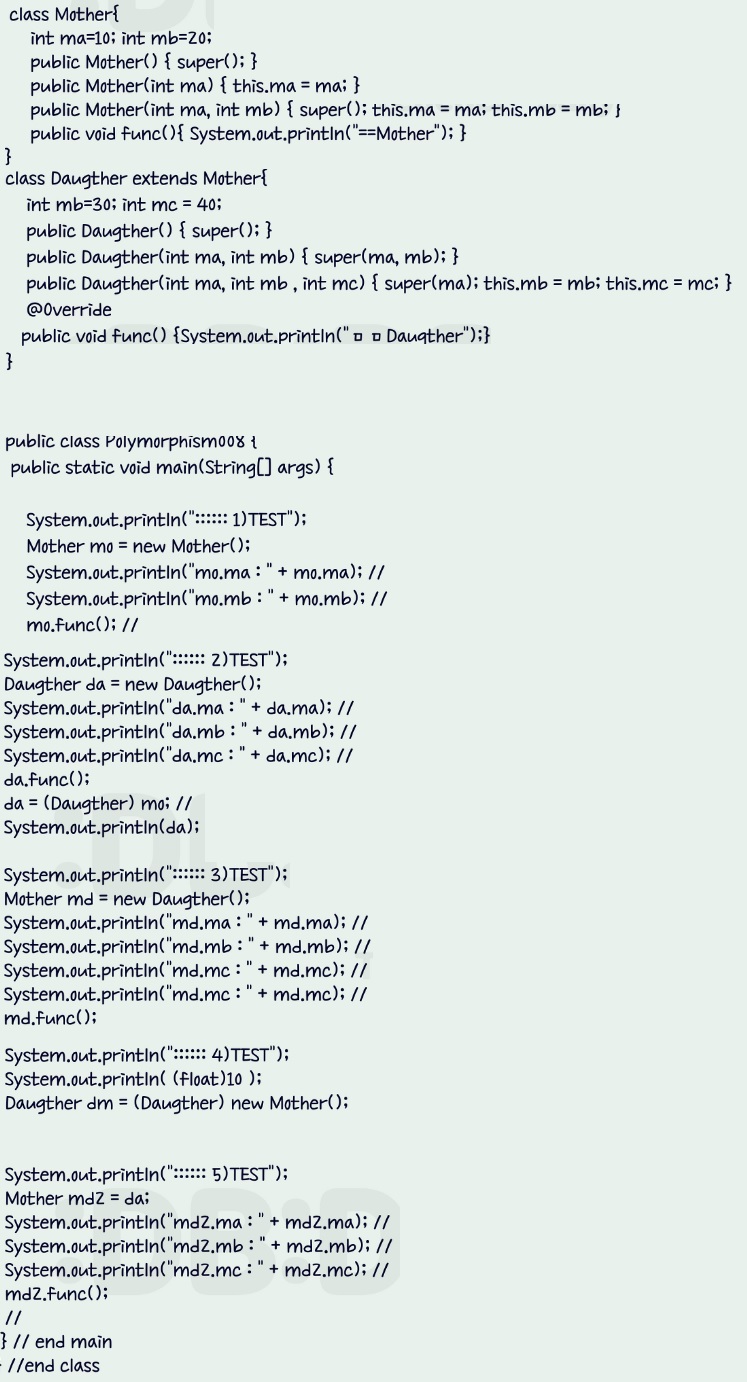 class Mother{
int ma=10; int mb=20;
public Mother() { super(); }
public Mother(int ma) { this.ma = ma; }
public Mother(int ma, int mb) { super(); this.ma = ma; this.mb = mb; }
public void func(){ System.out.println("==Mother"); }
}
class Daugther extends Mother{
int mb=30; int mc = 40;
public Daugther() { super(); }
public Daugther(int ma, int mb) { super(ma, mb); }
public Daugther(int ma, int mb , int mc) { super(ma); this.mb = mb; this.mc = mc; }
@Override
public void func() {System.out.println("□ □ Daugther");}
}
public class Polymorphism008 {
public static void main(String[] args) {
System.out.println(":::::: 1)TEST");
Mother mo = new Mother();
System.out.println("mo.ma : " + mo.ma); //
System.out.println("mo.mb : " + mo.mb); //
mo.func(); //
System.out.println(":::::: 2)TEST");
Daugther da = new Daugther();
System.out.println("da.ma : " + da.ma); //
System.out.println("da.mb : " + da.mb); //
System.out.println("da.mc : " + da.mc); //
da.func();
da = (Daugther) mo; //
System.out.println(da);
System.out.println(":::::: 3)TEST");
Mother md = new Daugther();
System.out.println("md.ma : " + md.ma); //
System.out.println("md.mb : " + md.mb); //
System.out.println("md.mc : " + md.mc); //
System.out.println("md.mc : " + md.mc); //
md.func();
System.out.println(":::::: 4)TEST");
System.out.println( (float)10 );
Daugther dm = (Daugther) new Mother();
System.out.println(":::::: 5)TEST");
Mother md2 = da;
System.out.println("md2.ma : " + md2.ma); //
System.out.println("md2.mb : " + md2.mb); //
System.out.println("md2.mc : " + md2.mc); //
md2.func();
//
} // end main
//end class